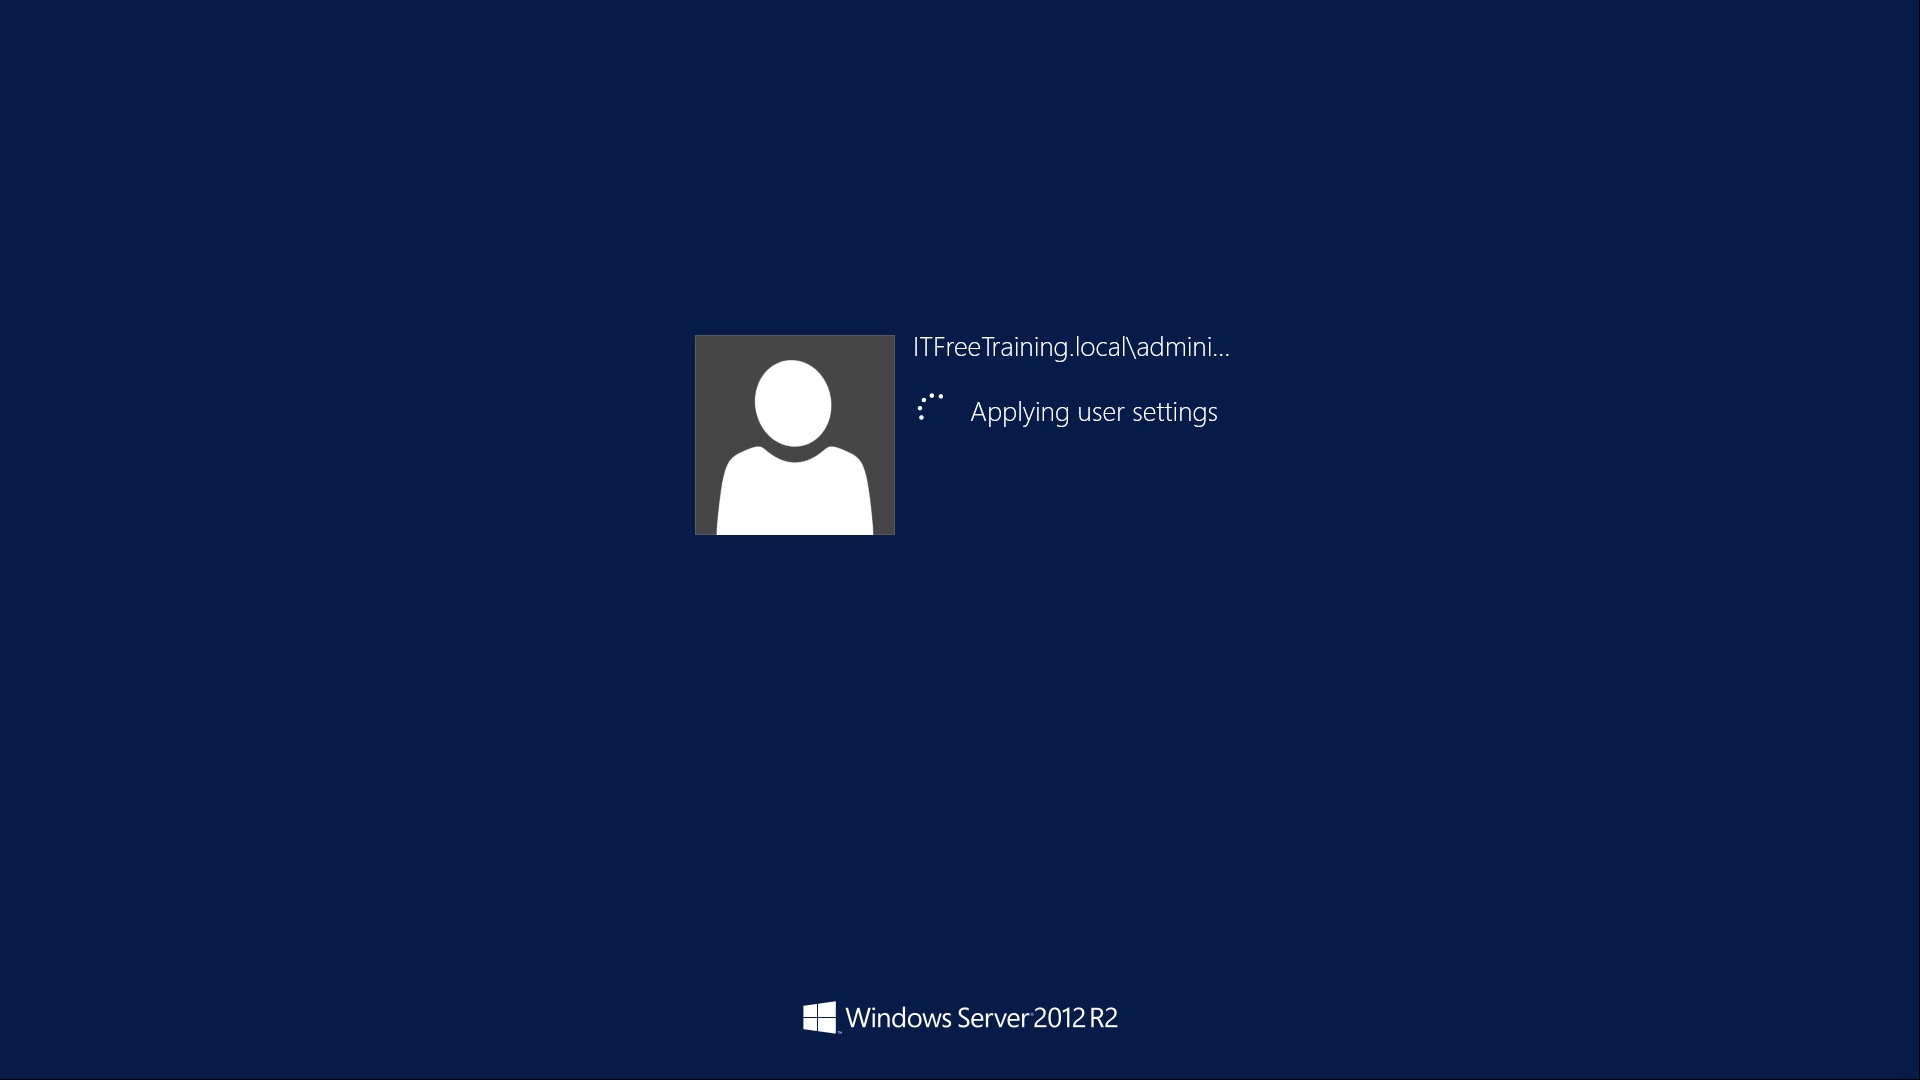 ITFreeTraining.local\admini...
Applying user settings
Windows Server 2012 R2